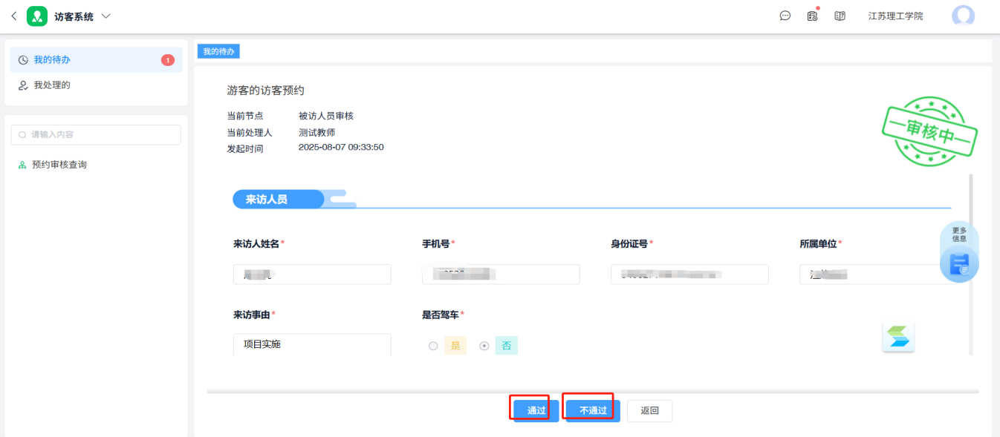 访客系统
江苏理工学院
我的待办
1
我处理的
请输入内容
预约审核查询
我的待办
游客的访客预约
当前节点 被访人员审核
当前处理人 测试教师
发起时间 2025-08-07 09:33:50
审核中
来访人员
更多
信息
来访人姓名* 手机号* 身份证号* 所属单位*
来访事由* 是否驾车*
项目实施 是 否
通过 不通过 返回